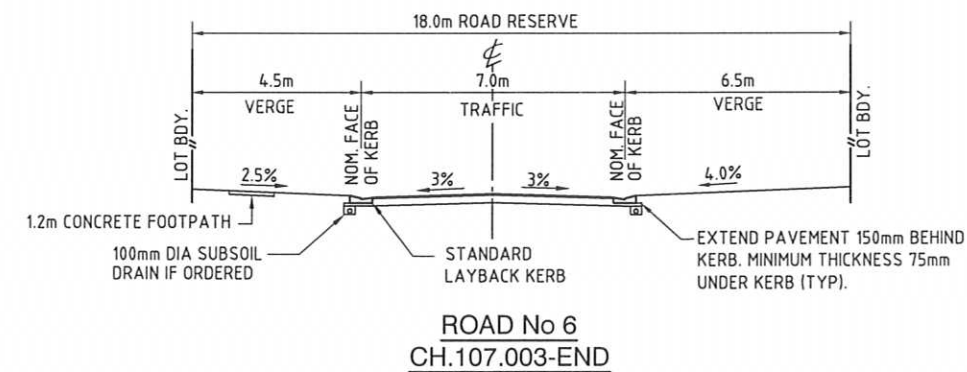 18.0m ROAD RESERVE
℄
4.5m
VERGE
7.0m
TRAFFIC
6.5m
VERGE
LOT BDY.
NOM. FACE
OF KERB
NOM. FACE
OF KERB
LOT BDY.
2.5%
3%
3%
4.0%
1.2m CONCRETE FOOTPATH
100mm DIA SUBSOIL
DRAIN IF ORDERED
STANDARD
LAYBACK KERB
EXTEND PAVEMENT 150mm BEHIND
KERB. MINIMUM THICKNESS 75mm
UNDER KERB (TYP).
ROAD No 6
CH.107.003-END